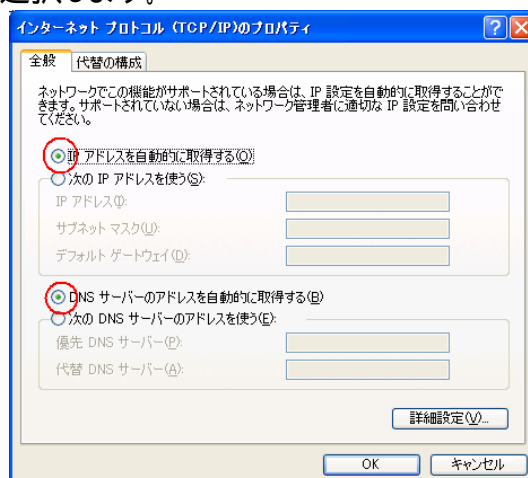 選択します。
インターネット プロトコル (TCP/IP)のプロパティ
全般
代替の構成
ネットワークでこの機能がサポートされている場合は、IP 設定を自動的に取得することがで
きます。サポートされていない場合は、ネットワーク管理者に適切な IP 設定を問い合わせ
てください。
IP アドレスを自動的に取得する(O)
次の IP アドレスを使う(S):
IP アドレス(I):
サブネット マスク(U):
デフォルト ゲートウェイ(D):
DNS サーバーのアドレスを自動的に取得する(B)
次の DNS サーバーのアドレスを使う(E):
優先 DNS サーバー(P):
代替 DNS サーバー(A):
詳細設定(V)...
OK
キャンセル